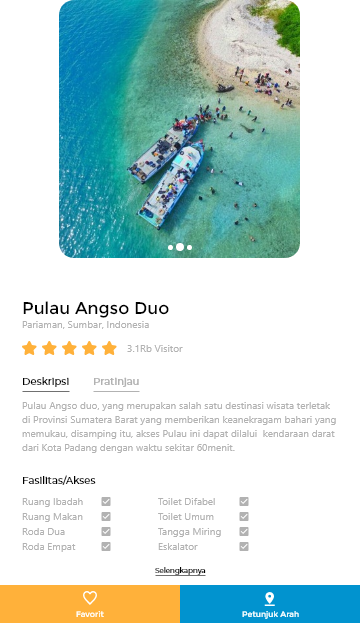 Pulau Angso Duo
Pariaman, Sumbar, Indonesia
3.1Rb Visitor
Deskripsi Pratinjau
Pulau Angso duo, yang merupakan salah satu destinasi wisata terletak
di Provinsi Sumatera Barat yang memberikan keanekragam bahari yang
memukau, disamping itu, akses Pulau ini dapat dilalui kendaraan darat
dari Kota Padang dengan waktu sekitar 60menit.
Fasilitas/Akses
Ruang Ibadah Toilet Difabel
Ruang Makan Toilet Umum
Roda Dua Tangga Miring
Roda Empat Eskalator
Selengkapnya
Favorit Petunjuk Arah